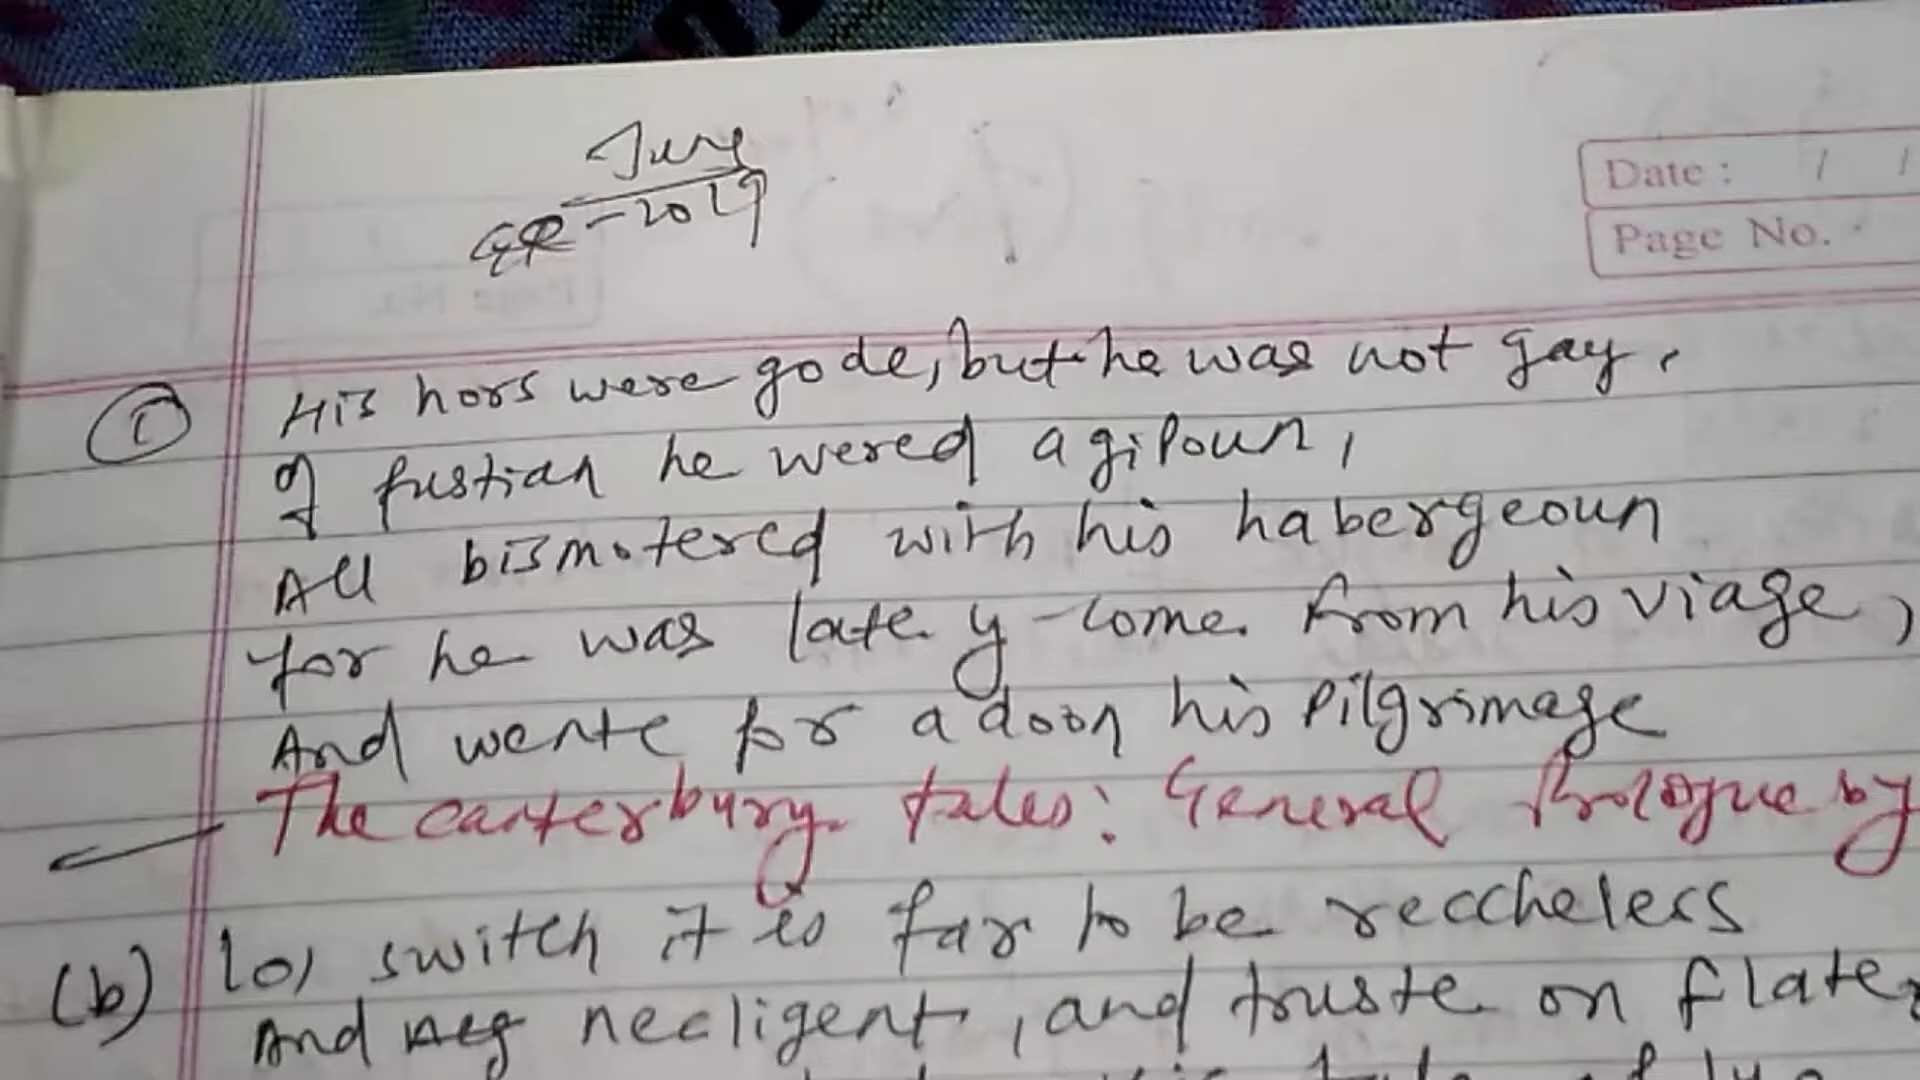 June
-2019
Date : / /
Page No.
① His hors were gode, but he was not gay.
Of fustian he wered a gipoun,
All bismotered with his habergeoun
for he was late y-come from his viage,
And wente for a doon his pilgrimage
The canterbury tales: General Prologue by
(b) lo, switch it is far to be reccheless
And neg necligent, and truste on flate